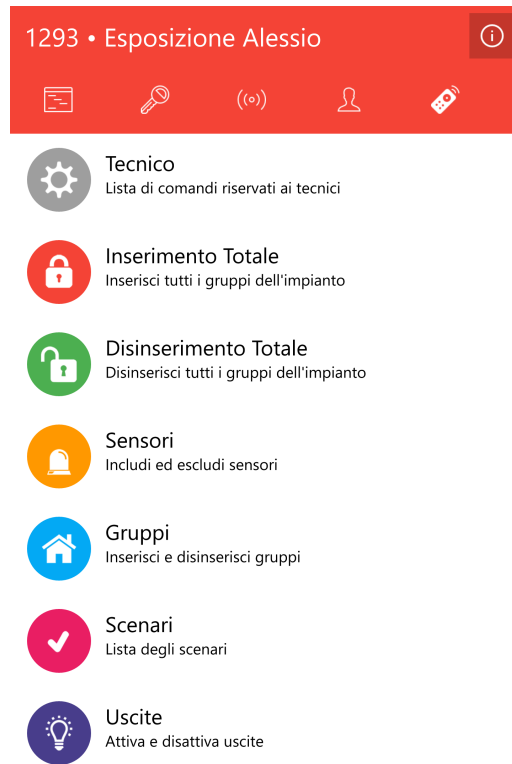 1293 • Esposizione Alessio
Tecnico
Lista di comandi riservati ai tecnici
Inserimento Totale
Inserisci tutti i gruppi dell'impianto
Disinserimento Totale
Disinserisci tutti i gruppi dell'impianto
Sensori
Includi ed escludi sensori
Gruppi
Inserisci e disinserisci gruppi
Scenari
Lista degli scenari
Uscite
Attiva e disattiva uscite